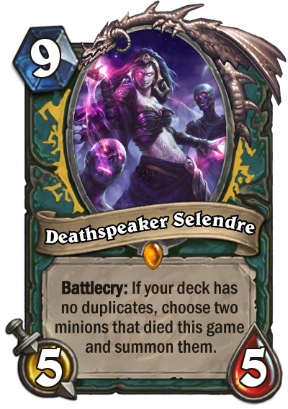 9
Deathspeaker Selendre
Battlecry: If your deck has
no duplicates, choose two
minions that died this game
and summon them.
5 5